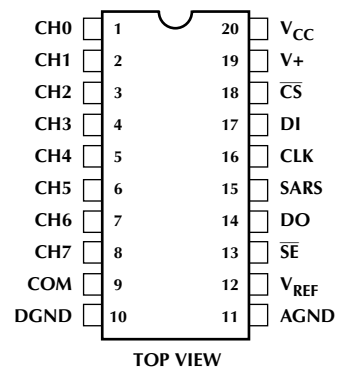 CH0 1 20 VCC
CH1 2 19 V+
CH2 3 18 C̅S̅
CH3 4 17 DI
CH4 5 16 CLK
CH5 6 15 SARS
CH6 7 14 DO
CH7 8 13 S̅E̅
COM 9 12 VREF
DGND 10 11 AGND
TOP VIEW